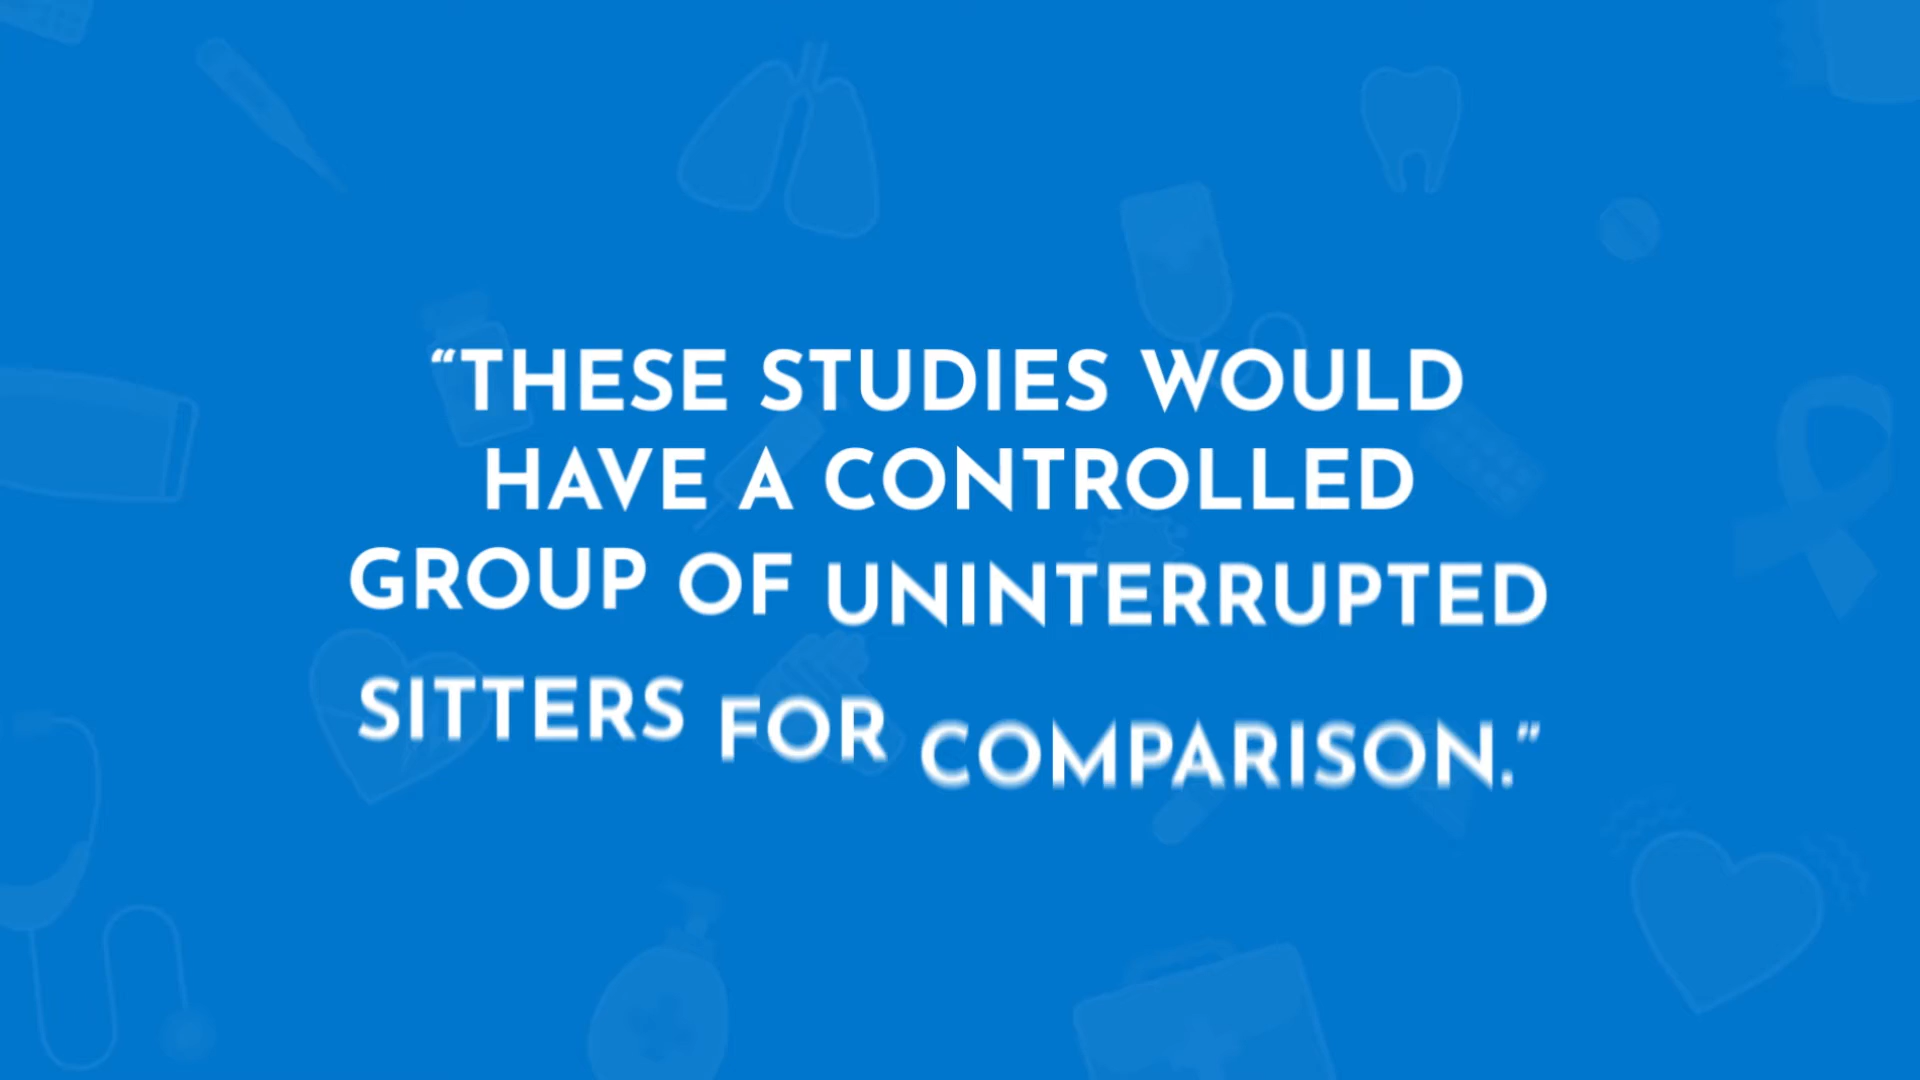 “THESE STUDIES WOULD
HAVE A CONTROLLED
GROUP OF UNINTERRUPTED
SITTERS FOR COMPARISON.”